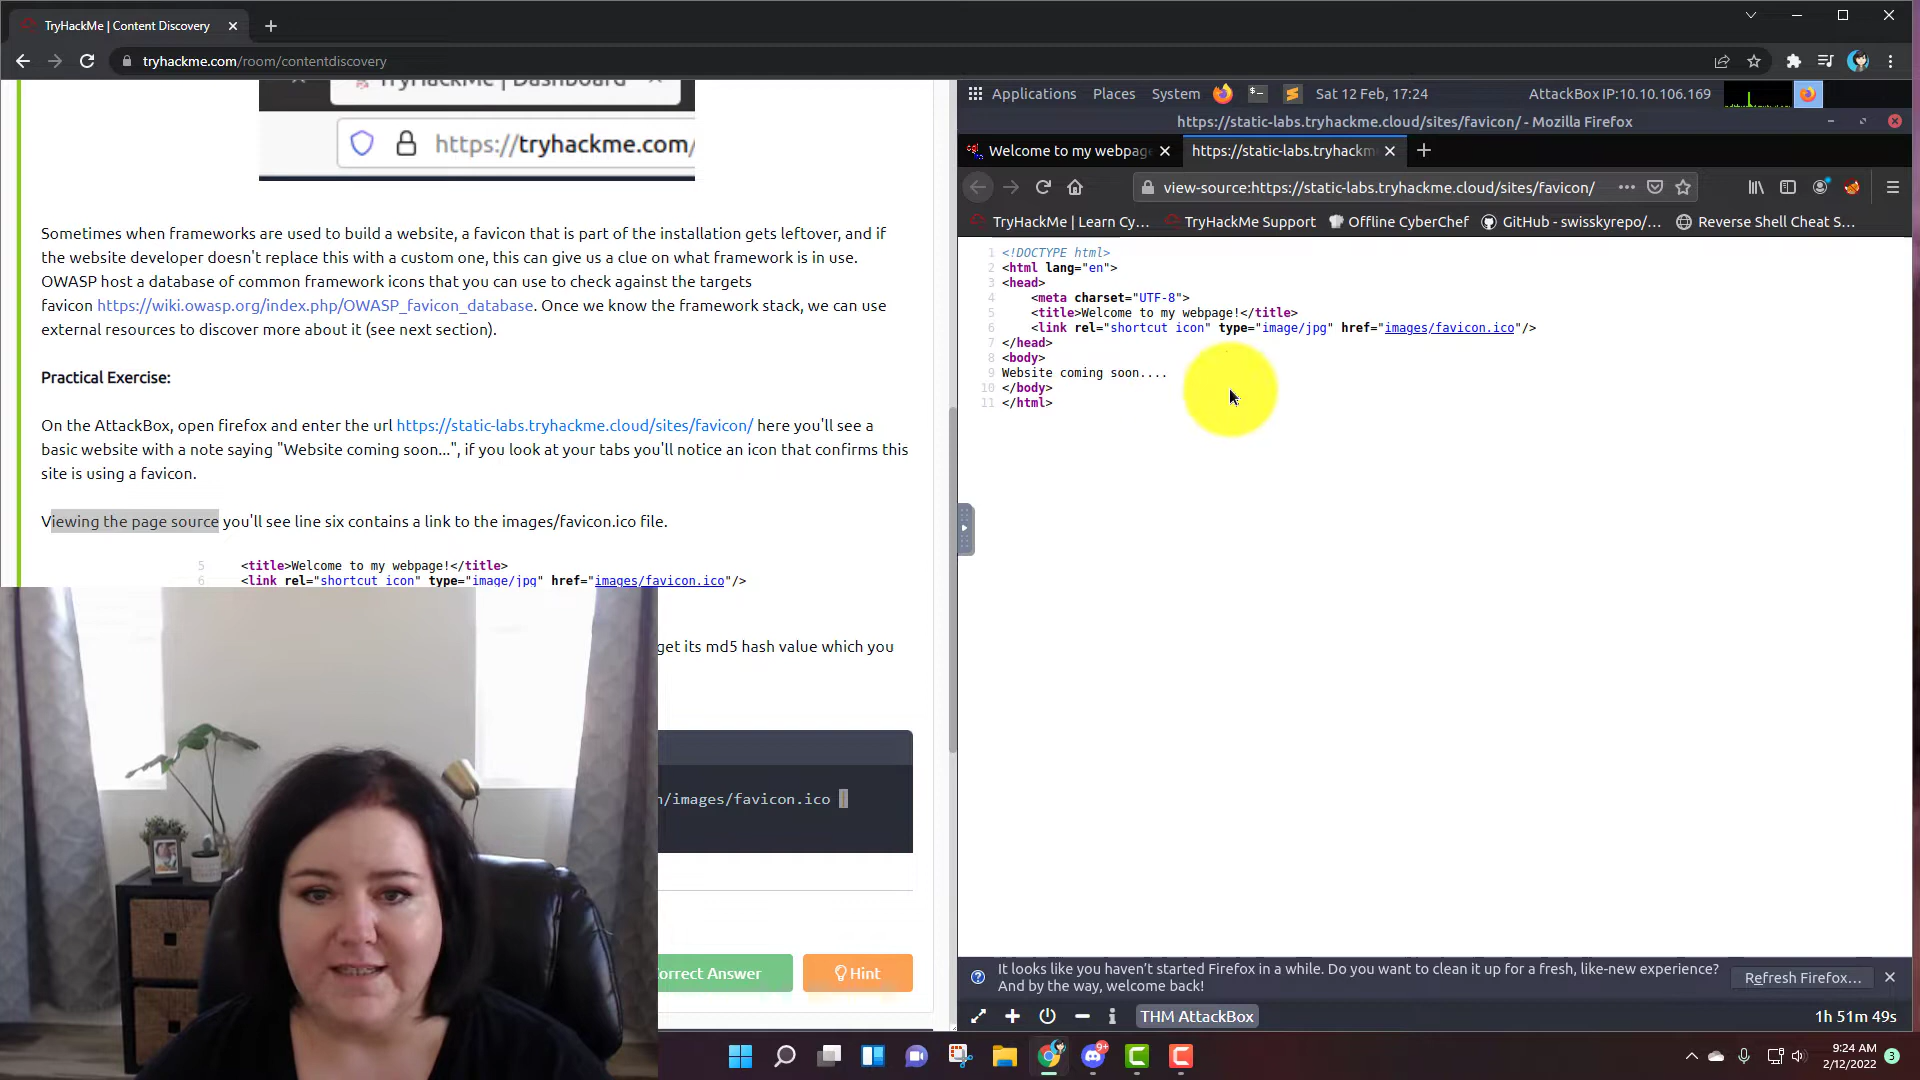 TryHackMe | Content Discovery
tryhackme.com/room/contentdiscovery
TryHackMe | Dashboard
https://tryhackme.com/
Sometimes when frameworks are used to build a website, a favicon that is part of the installation gets leftover, and if
the website developer doesn't replace this with a custom one, this can give us a clue on what framework is in use.
OWASP host a database of common framework icons that you can use to check against the targets
favicon https://wiki.owasp.org/index.php/OWASP_favicon_database. Once we know the framework stack, we can use
external resources to discover more about it (see next section).
Practical Exercise:
On the AttackBox, open firefox and enter the url https://static-labs.tryhackme.cloud/sites/favicon/ here you'll see a
basic website with a note saying "Website coming soon...", if you look at your tabs you'll notice an icon that confirms this
site is using a favicon.
Viewing the page source you'll see line six contains a link to the images/favicon.ico file.
5 <title>Welcome to my webpage!</title>
6 <link rel="shortcut icon" type="image/jpg" href="images/favicon.ico"/>
get its md5 hash value which you
n/images/favicon.ico
orrect Answer
Hint
Applications Places System Sat 12 Feb, 17:24 AttackBox IP:10.10.106.169
https://static-labs.tryhackme.cloud/sites/favicon/ - Mozilla Firefox
Welcome to my webpag https://static-labs.tryhackm
view-source:https://static-labs.tryhackme.cloud/sites/favicon/
TryHackMe | Learn Cy... TryHackMe Support Offline CyberChef GitHub - swisskyrepo/... Reverse Shell Cheat S...
1 <!DOCTYPE html>
2 <html lang="en">
3 <head>
4 <meta charset="UTF-8">
5 <title>Welcome to my webpage!</title>
6 <link rel="shortcut icon" type="image/jpg" href="images/favicon.ico"/>
7 </head>
8 <body>
9 Website coming soon....
10 </body>
11 </html>
It looks like you haven't started Firefox in a while. Do you want to clean it up for a fresh, like-new experience?
And by the way, welcome back!
Refresh Firefox...
THM AttackBox
1h 51m 49s
9+
9:24 AM
2/12/2022
3